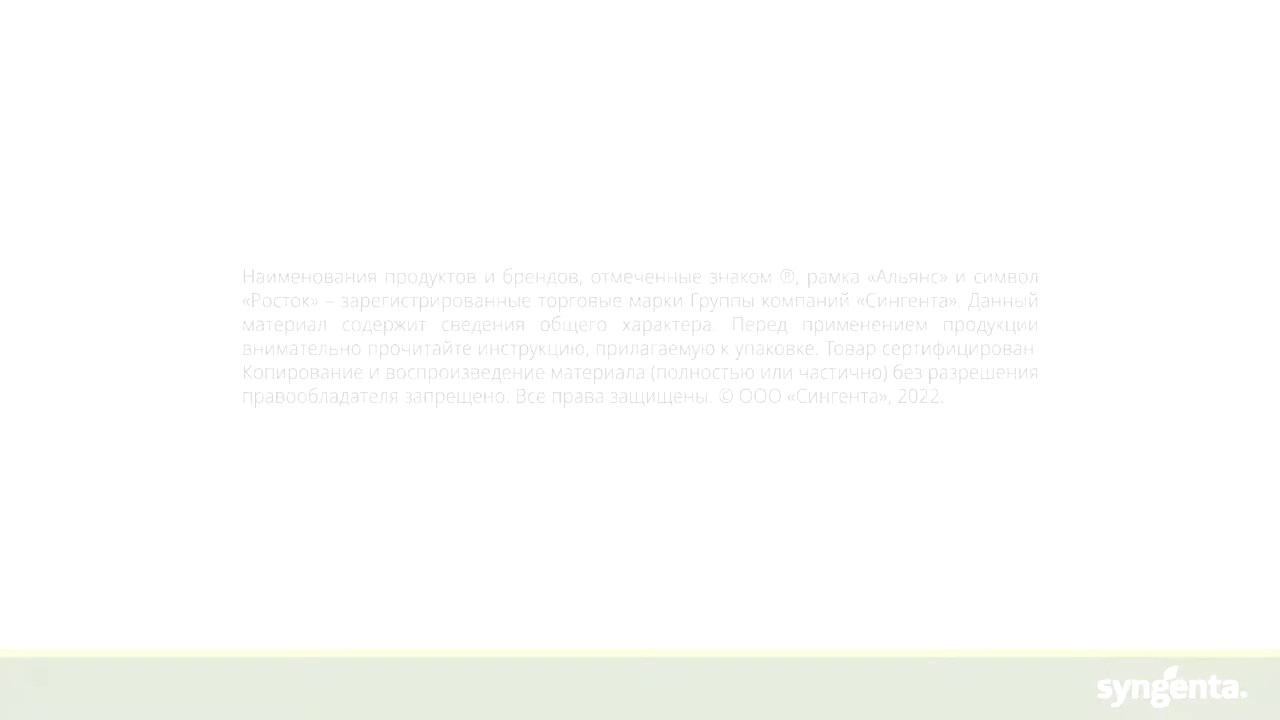 Наименования продуктов и брендов, отмеченные знаком ®, рамка «Альянс» и символ
«Росток» – зарегистрированные торговые марки Группы компаний «Сингента». Данный
материал содержит сведения общего характера. Перед применением продукции
внимательно прочитайте инструкцию, прилагаемую к упаковке. Товар сертифицирован.
Копирование и воспроизведение материала (полностью или частично) без разрешения
правообладателя запрещено. Все права защищены. © ООО «Сингента», 2022.
syngenta.